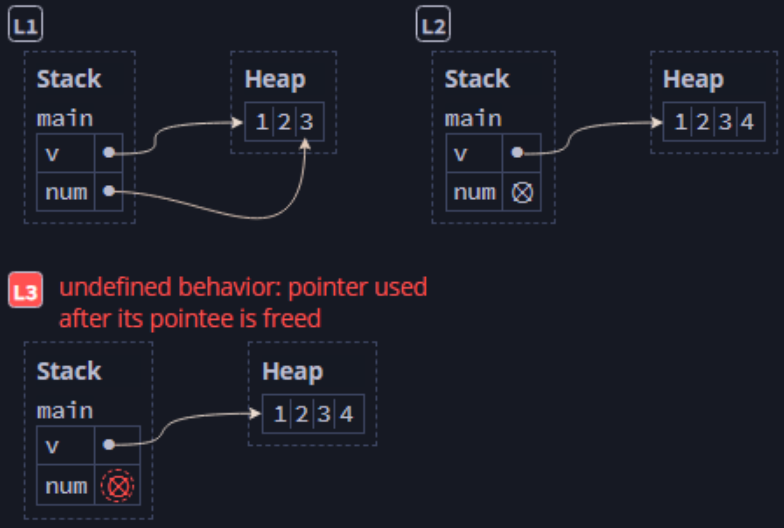 L1
Stack
Heap
main
v
num
1 2 3
L2
Stack
Heap
main
v
num
1 2 3 4
L3
undefined behavior: pointer used
after its pointee is freed
Stack
Heap
main
v
num
1 2 3 4